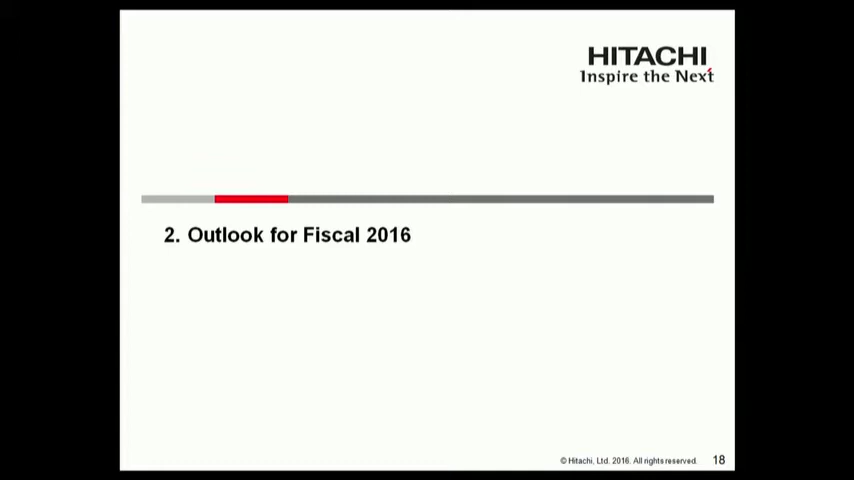 HITACHI
Inspire the Next
2. Outlook for Fiscal 2016
© Hitachi, Ltd. 2016. All rights reserved. 18